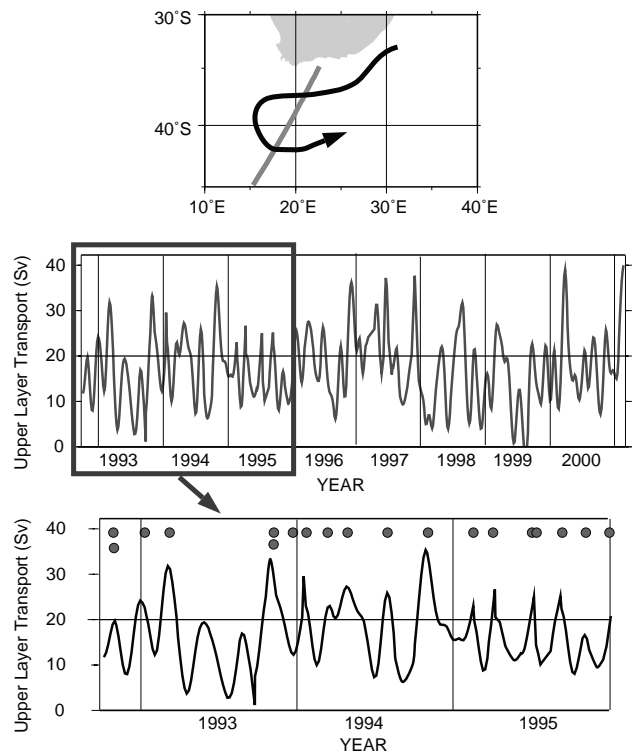 30°S
40°S
10°E 20°E 30°E 40°E
Upper Layer Transport (Sv)
40
30
20
10
0
1993 1994 1995 1996 1997 1998 1999 2000
YEAR
Upper Layer Transport (Sv)
40
30
20
10
0
1993 1994 1995
YEAR